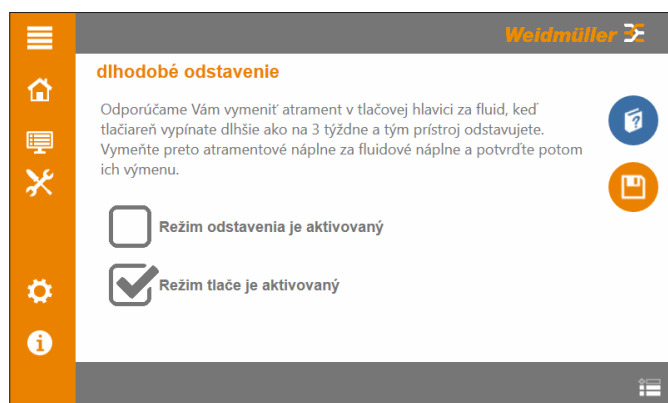 Weidmüller
dlhodobé odstavenie
Odporúčame Vám vymeniť atrament v tlačovej hlavici za fluid, keď
tlačiareň vypínate dlhšie ako na 3 týždne a tým prístroj odstavujete.
Vymeňte preto atramentové náplne za fluidové náplne a potvrďte potom
ich výmenu.
Režim odstavenia je aktivovaný
Režim tlače je aktivovaný